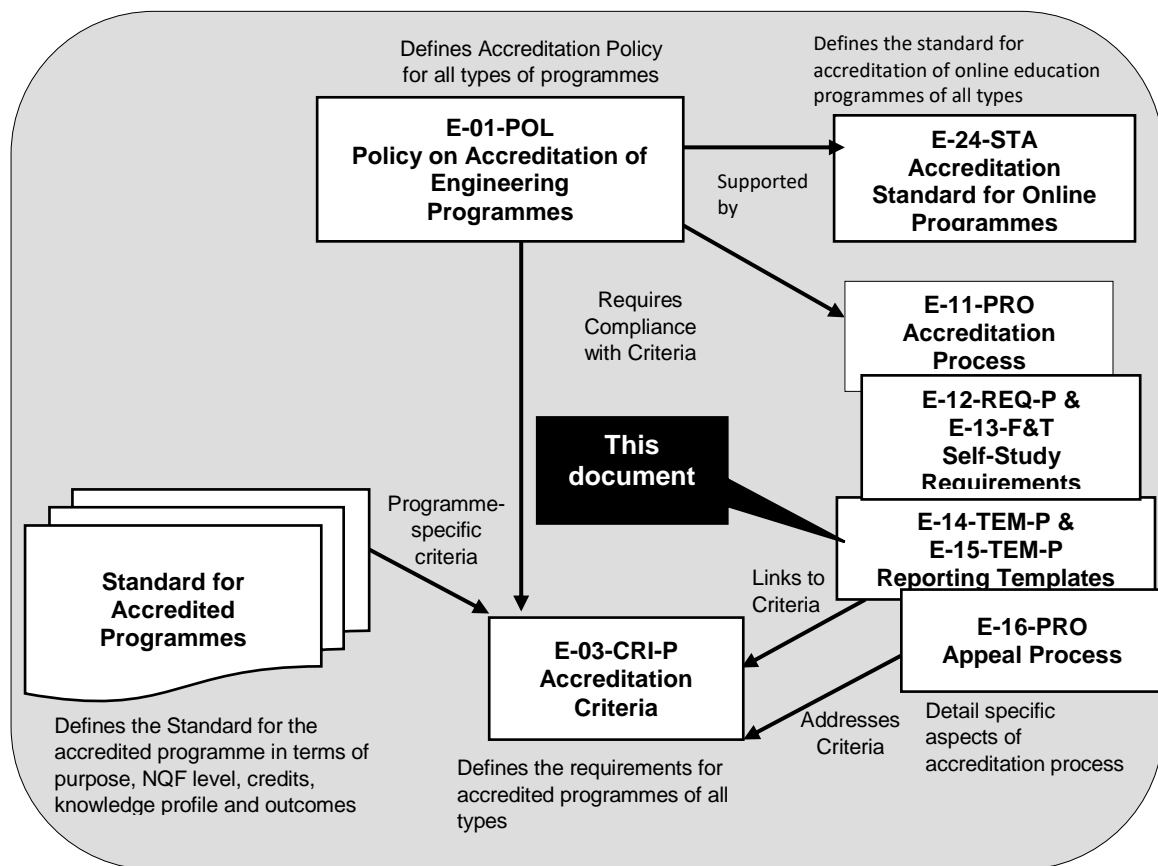 Defines Accreditation Policy
for all types of programmes
Defines the standard for
accreditation of online education
programmes of all types
E-01-POL
Policy on Accreditation of
Engineering
Programmes
E-24-STA
Accreditation
Standard for Online
Programmes
Supported
by
Requires
Compliance
with Criteria
E-11-PRO
Accreditation
Process
E-12-REQ-P &
E-13-F&T
Self-Study
Requirements
This
document
E-14-TEM-P &
E-15-TEM-P
Reporting Templates
Programme-
specific
criteria
Standard for
Accredited
Programmes
Links to
Criteria
E-03-CRI-P
Accreditation
Criteria
E-16-PRO
Appeal Process
Addresses
Criteria
Detail specific
aspects of
accreditation process
Defines the Standard for the
accredited programme in terms of
purpose, NQF level, credits,
knowledge profile and outcomes
Defines the requirements for
accredited programmes of all
types